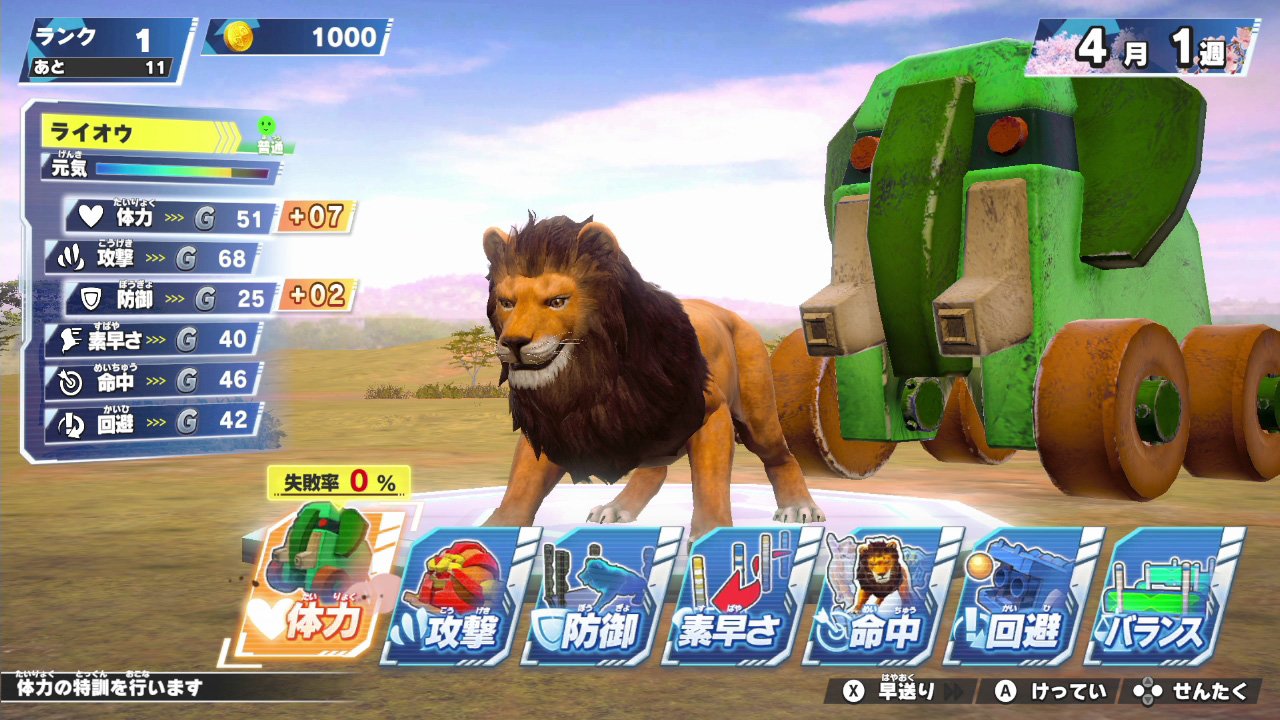 ランク 1
あと 11
1000
4月 1週
ライオウ
普通
げんき
元気
たいりょく
体力 >>> G 51 +07
こうげき
攻撃 >>> G 68
ぼうぎょ
防御 >>> G 25 +02
すばや
素早さ >>> G 40
めいちゅう
命中 >>> G 46
かいひ
回避 >>> G 42
失敗率 0 %
たい りょく
体力
こう げき
攻撃
ぼう ぎょ
防御
すばや
素早さ
めい ちゅう
命中
かい ひ
回避
バランス
たいりょく とっくん おこな
体力の特訓を行います
はやおく
X 早送り
A けってい
せんたく